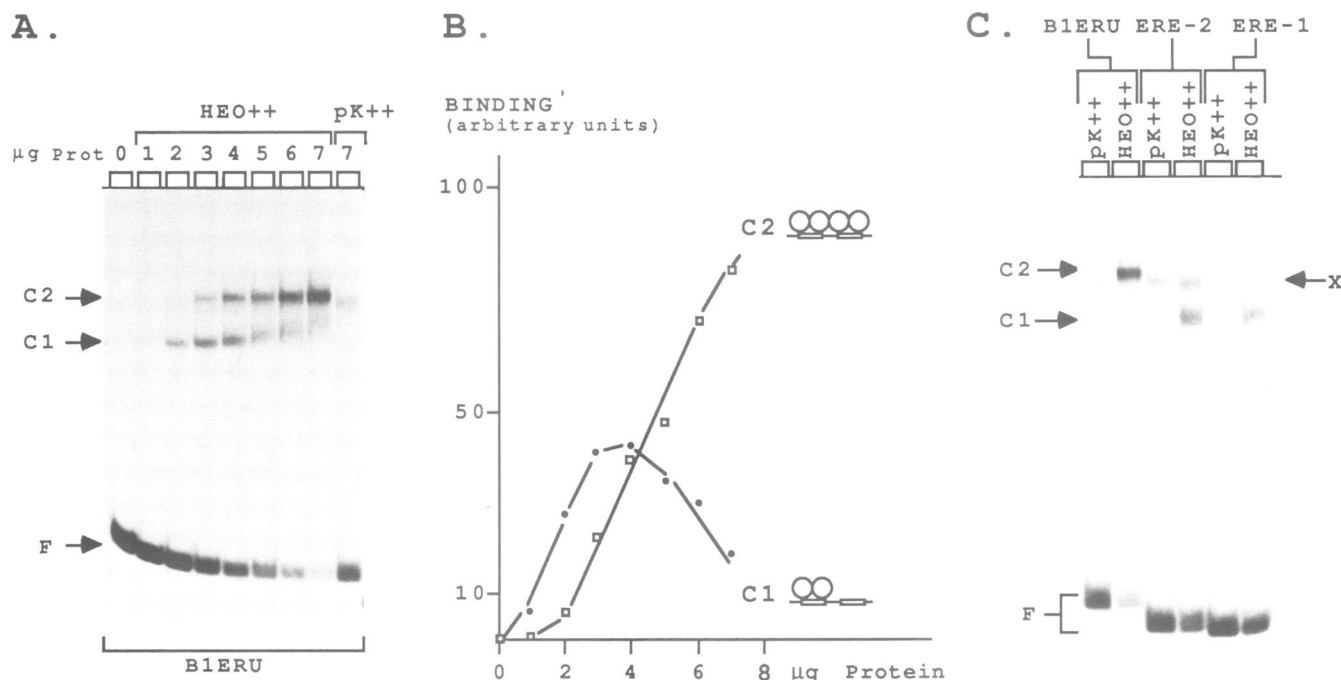 A.
HEO++ pK++
µg Prot 0 1 2 3 4 5 6 7 7
C2
C1
F
B1ERU
B.
BINDING'
(arbitrary units)
100
50
10
C2
C1
0 2 4 6 8 µg Protein
C.
B1ERU ERE-2 ERE-1
pK++ HEO++ pK++ HEO++ pK++ HEO++
C2
X
C1
F